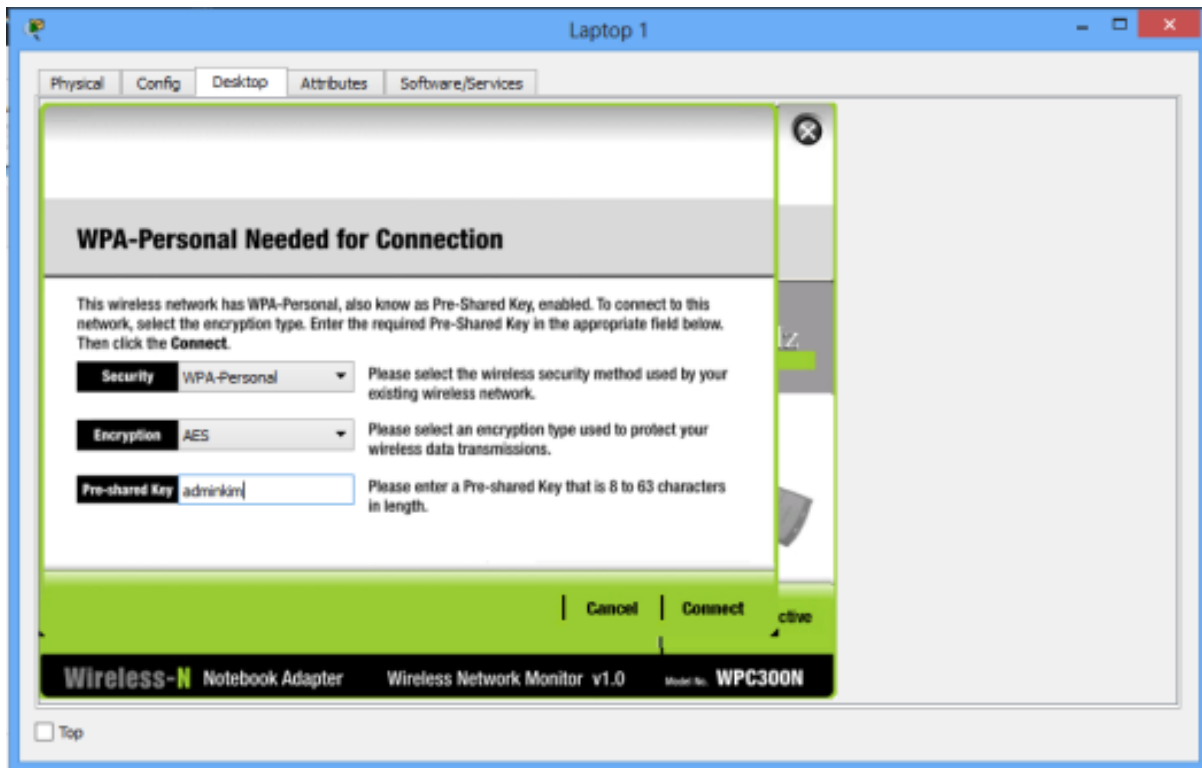 Laptop 1
Physical Config Desktop Attributes Software/Services
WPA-Personal Needed for Connection
This wireless network has WPA-Personal, also know as Pre-Shared Key, enabled. To connect to this
network, select the encryption type. Enter the required Pre-Shared Key in the appropriate field below.
Then click the Connect.
Security WPA-Personal Please select the wireless security method used by your
existing wireless network.
Encryption AES Please select an encryption type used to protect your
wireless data transmissions.
Pre-shared Key adminkim Please enter a Pre-shared Key that is 8 to 63 characters
in length.
Cancel Connect
ctive
Wireless-N Notebook Adapter Wireless Network Monitor v1.0 Model No. WPC300N
Top